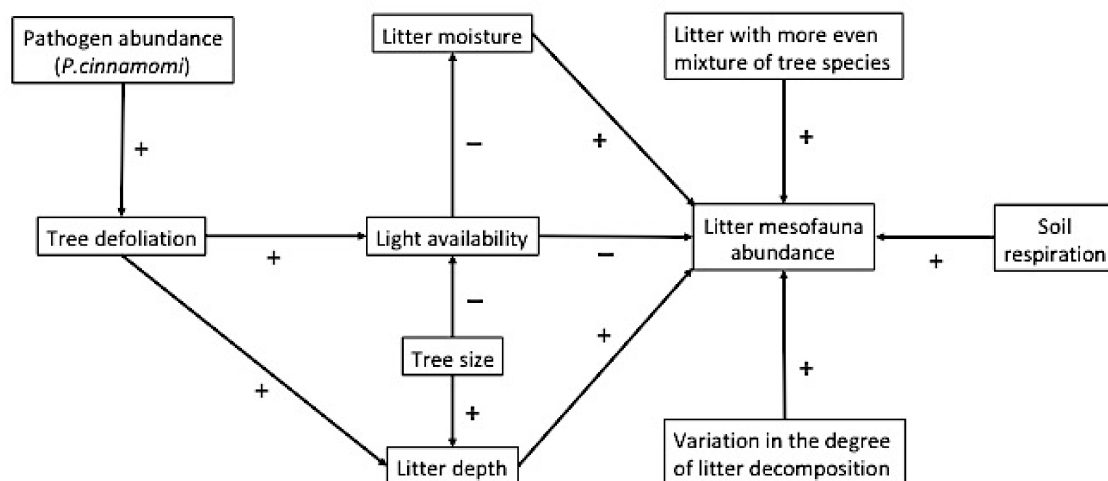 Pathogen abundance
(P.cinnamomi)
Litter moisture
Litter with more even
mixture of tree species
+
−
+
+
Tree defoliation
+
Light availability
−
Litter mesofauna
abundance
+
Soil
respiration
−
+
Tree size
+
+
+
Litter depth
Variation in the degree
of litter decomposition